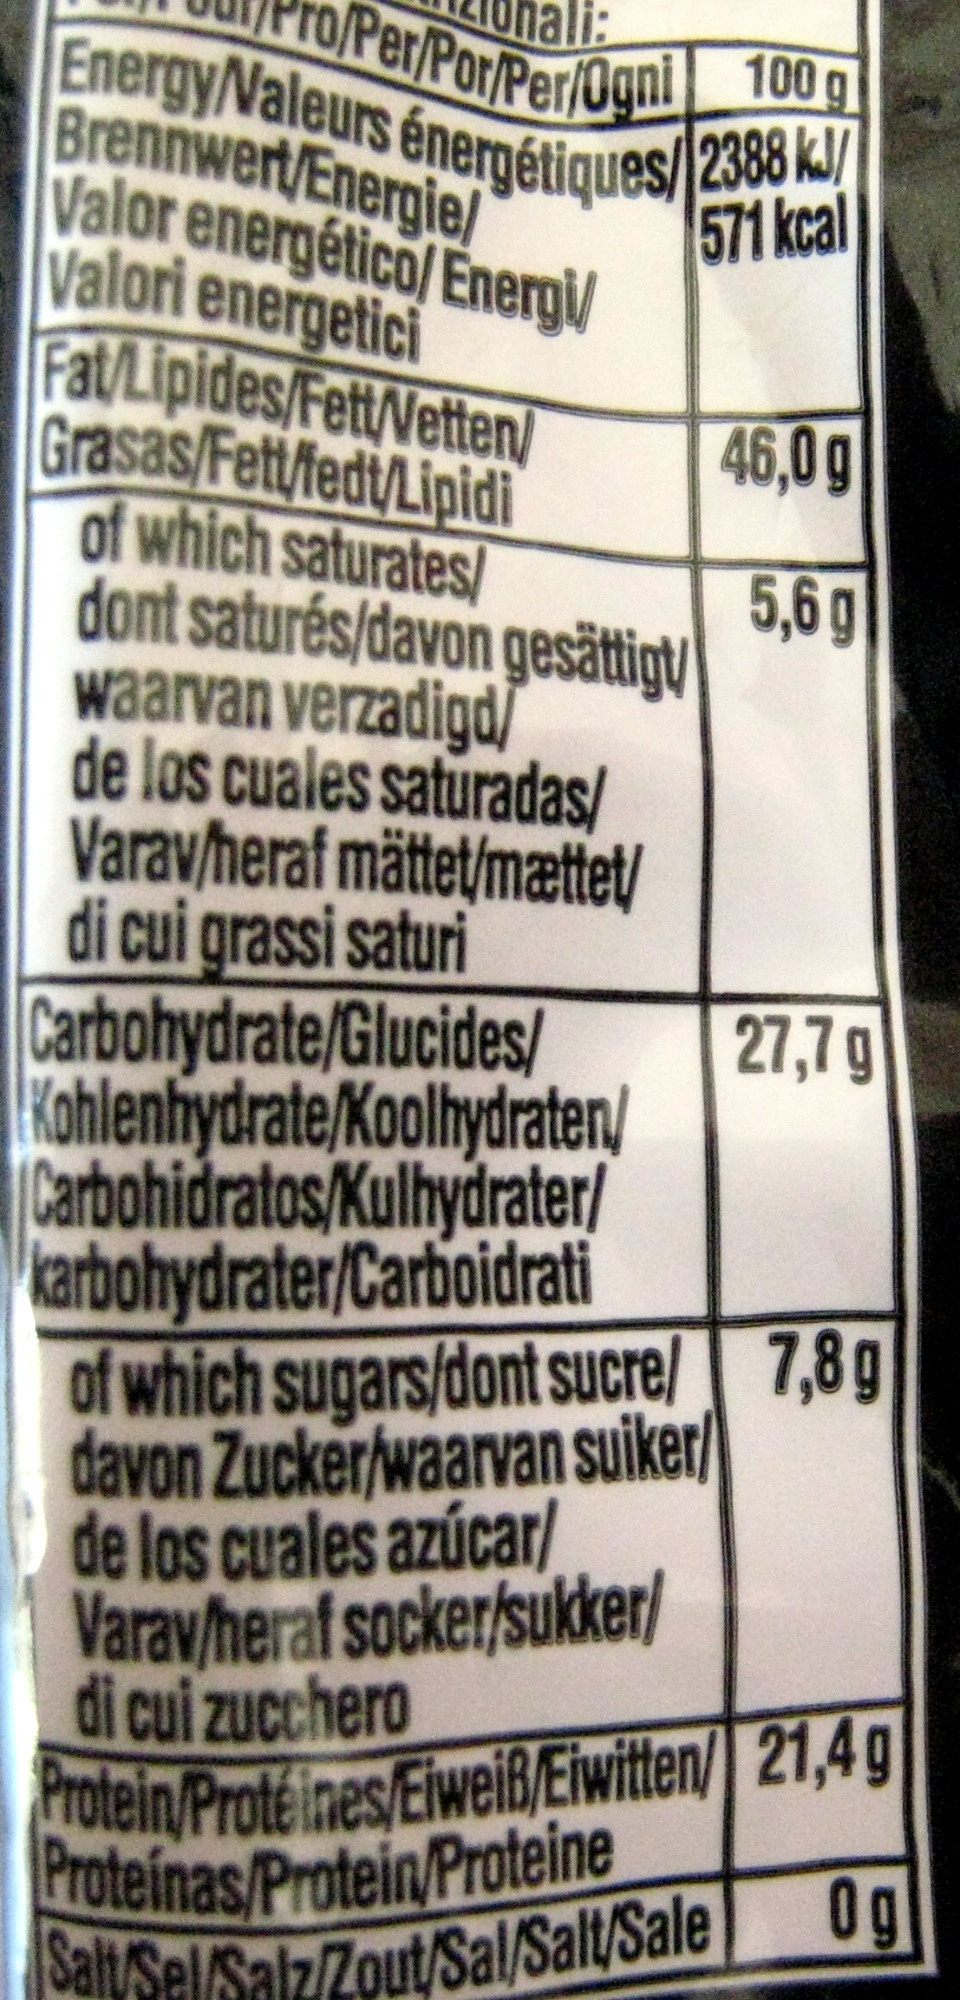 Pro/Per/Por/Per/Ogni 100 g
Energy/Valeurs énergétiques/ 2388 kJ/
Brennwert/Energie/ 571 kcal
Valor energético/ Energi/
Valori energetici
Fat/Lipides/Fett/Vetten/ 46,0 g
Grasas/Fett/fedt/Lipidi
of which saturates/ 5,6 g
dont saturés/davon gesättigt/
waarvan verzadigd/
de los cuales saturadas/
Varav/heraf mättet/mættet/
di cui grassi saturi
Carbohydrate/Glucides/ 27,7 g
Kohlenhydrate/Koolhydraten/
Carbohidratos/Kulhydrater/
karbohydrater/Carboidrati
of which sugars/dont sucre/ 7,8 g
davon Zucker/waarvan suiker/
de los cuales azúcar/
Varav/heraf socker/sukker/
di cui zucchero
Protein/Protéines/Eiweiß/Eiwitten/ 21,4 g
Proteínas/Protein/Proteine
Salt/Sel/Salz/Zout/Sal/Salt/Sale 0 g